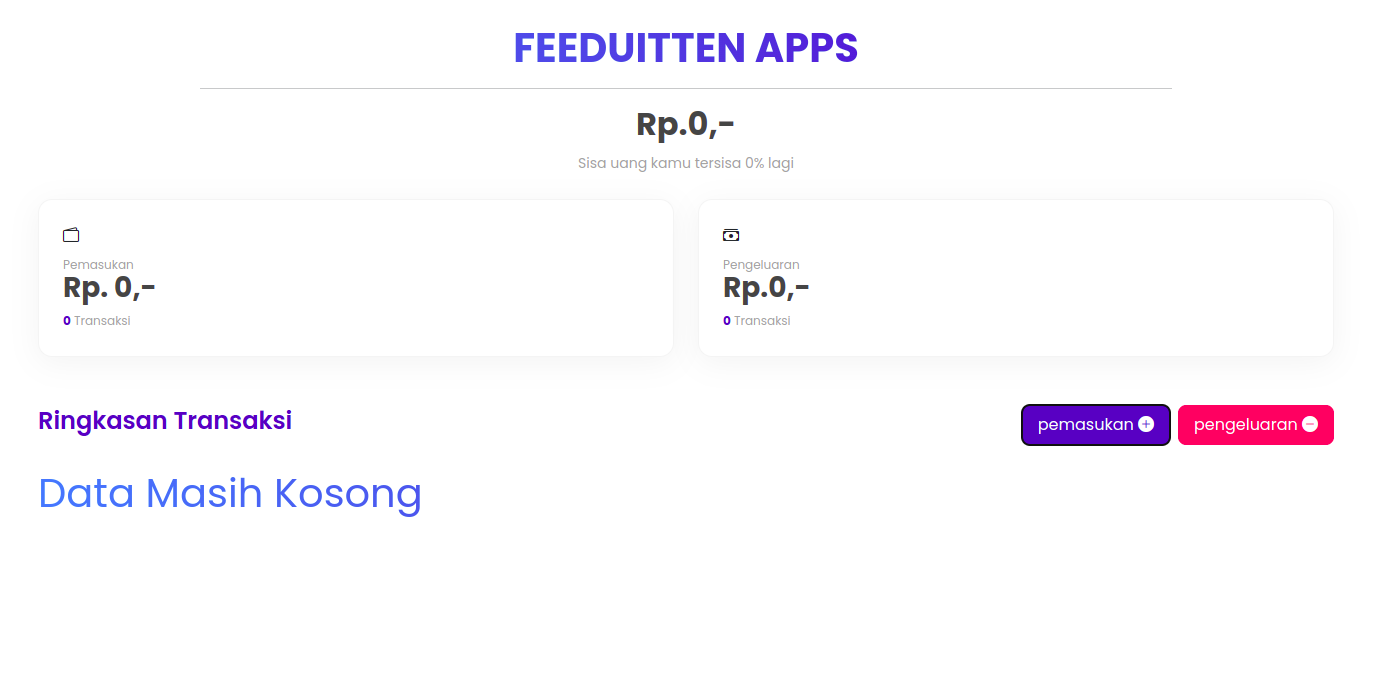 FEEDUITTEN APPS
Rp.0,-
Sisa uang kamu tersisa 0% lagi
Pemasukan
Rp. 0,-
0 Transaksi
Pengeluaran
Rp.0,-
0 Transaksi
Ringkasan Transaksi
pemasukan
pengeluaran
Data Masih Kosong